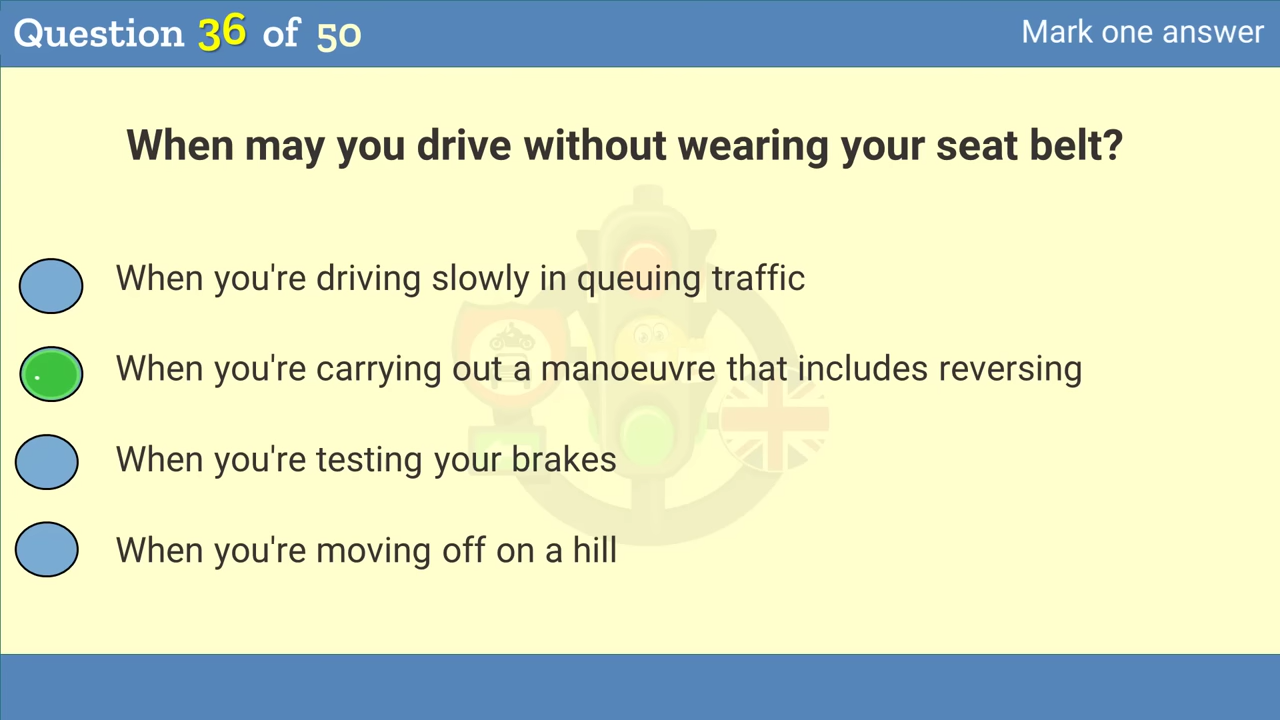 Question 36 of 50
Mark one answer
When may you drive without wearing your seat belt?
When you're driving slowly in queuing traffic
When you're carrying out a manoeuvre that includes reversing
When you're testing your brakes
When you're moving off on a hill